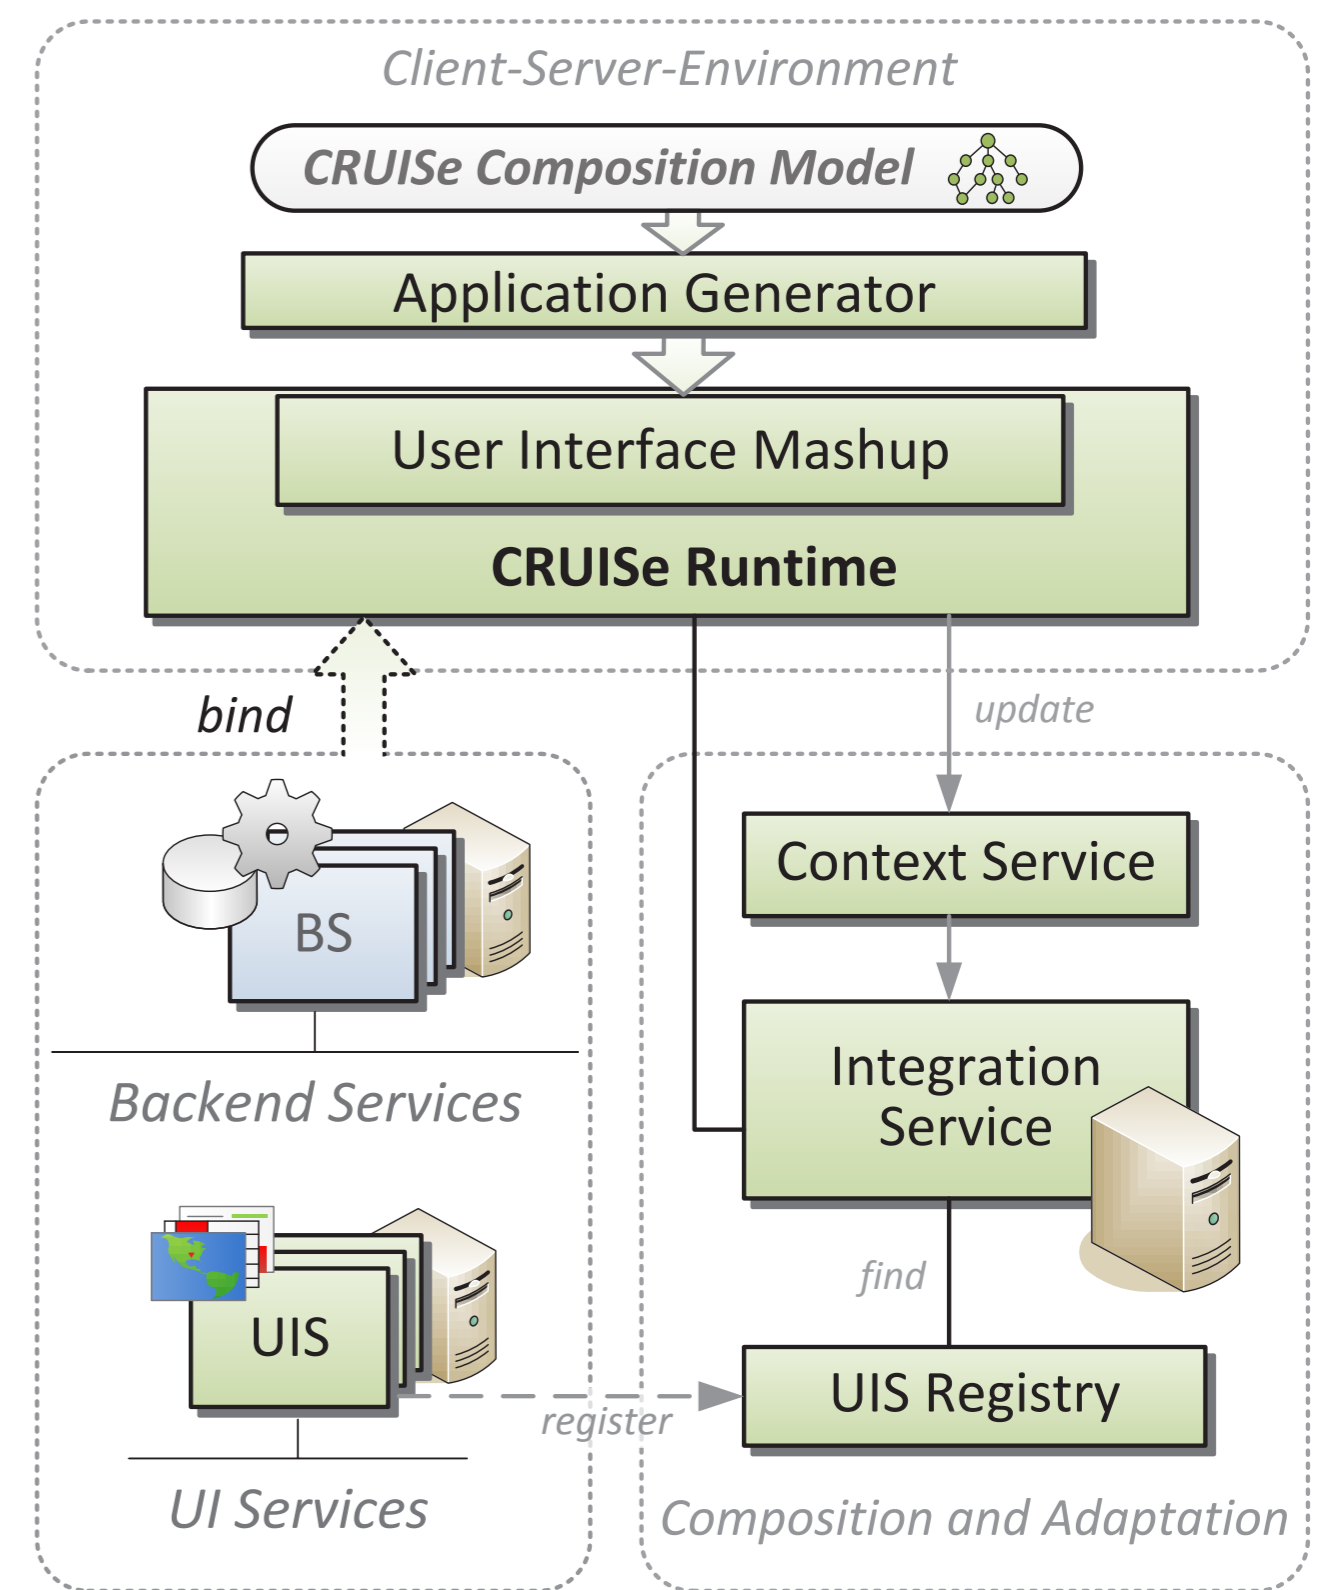 Client-Server-Environment
CRUISe Composition Model
Application Generator
User Interface Mashup
CRUISe Runtime
bind
update
BS
Backend Services
UIS
UI Services
register
Context Service
Integration
Service
find
UIS Registry
Composition and Adaptation